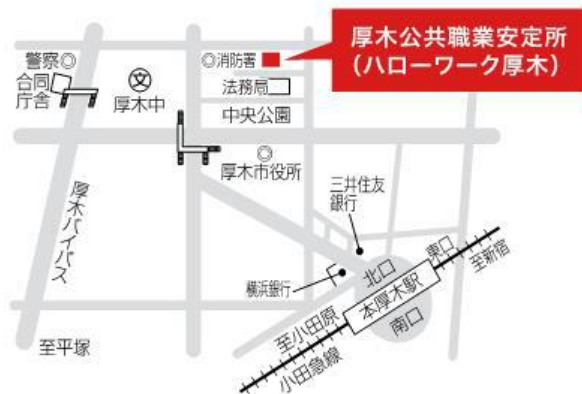 厚木公共職業安定所
（ハローワーク厚木）
警察
消防署
合同
庁舎
文
厚木中
法務局
中央公園
厚木市役所
三井住友
銀行
厚木バイパス
横浜銀行
北口
東口
至新宿
本厚木駅
南口
至小田原
小田急線
至平塚